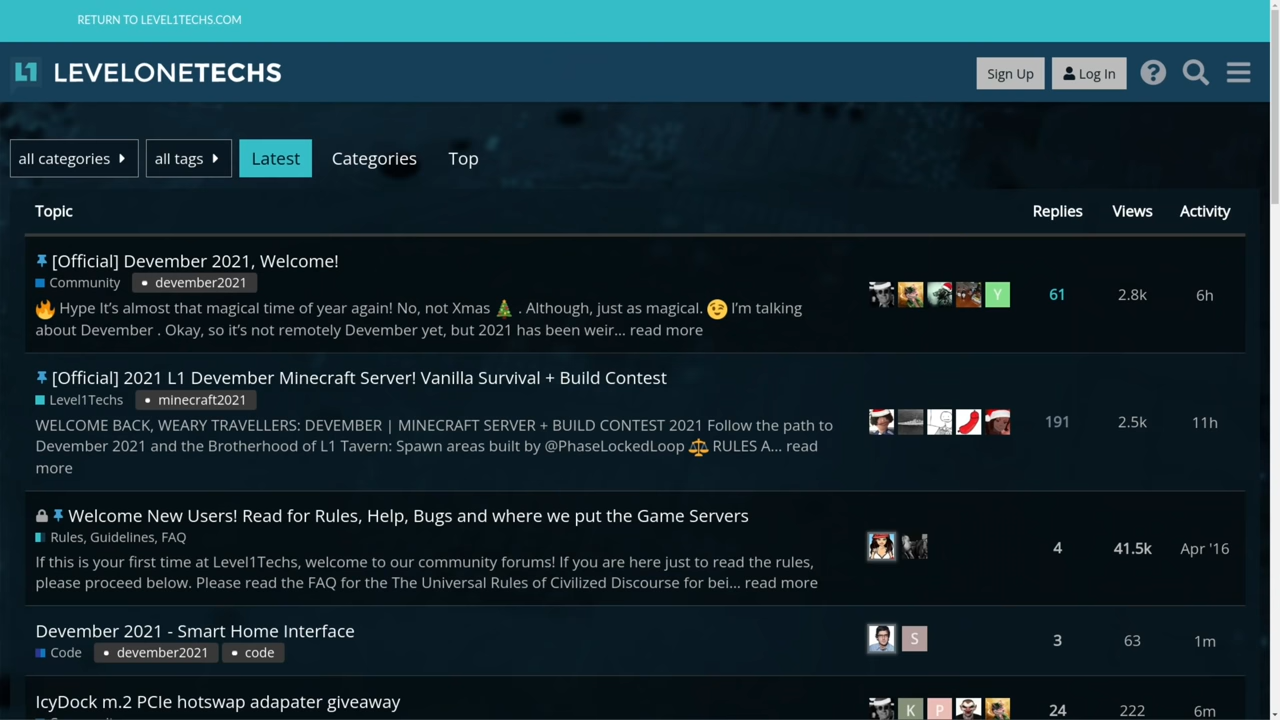 RETURN TO LEVEL1TECHS.COM
L1 LEVELONETECHS
Sign Up
Log In
all categories
all tags
Latest
Categories
Top
Topic
Replies
Views
Activity
[Official] Devember 2021, Welcome!
Community
devember2021
Hype It’s almost that magical time of year again! No, not Xmas 🎄 . Although, just as magical. 😉 I’m talking
about Devember . Okay, so it’s not remotely Devember yet, but 2021 has been weir… read more
Y
61
2.8k
6h
[Official] 2021 L1 Devember Minecraft Server! Vanilla Survival + Build Contest
Level1Techs
minecraft2021
WELCOME BACK, WEARY TRAVELLERS: DEVEMBER | MINECRAFT SERVER + BUILD CONTEST 2021 Follow the path to
Devember 2021 and the Brotherhood of L1 Tavern: Spawn areas built by @PhaseLockedLoop ⚖️ RULES A… read
more
191
2.5k
11h
Welcome New Users! Read for Rules, Help, Bugs and where we put the Game Servers
Rules, Guidelines, FAQ
If this is your first time at Level1Techs, welcome to our community forums! If you are here just to read the rules,
please proceed below. Please read the FAQ for the The Universal Rules of Civilized Discourse for bei… read more
4
41.5k
Apr '16
Devember 2021 - Smart Home Interface
Code
devember2021
code
S
3
63
1m
IcyDock m.2 PCIe hotswap adapater giveaway
K
P
24
222
6m